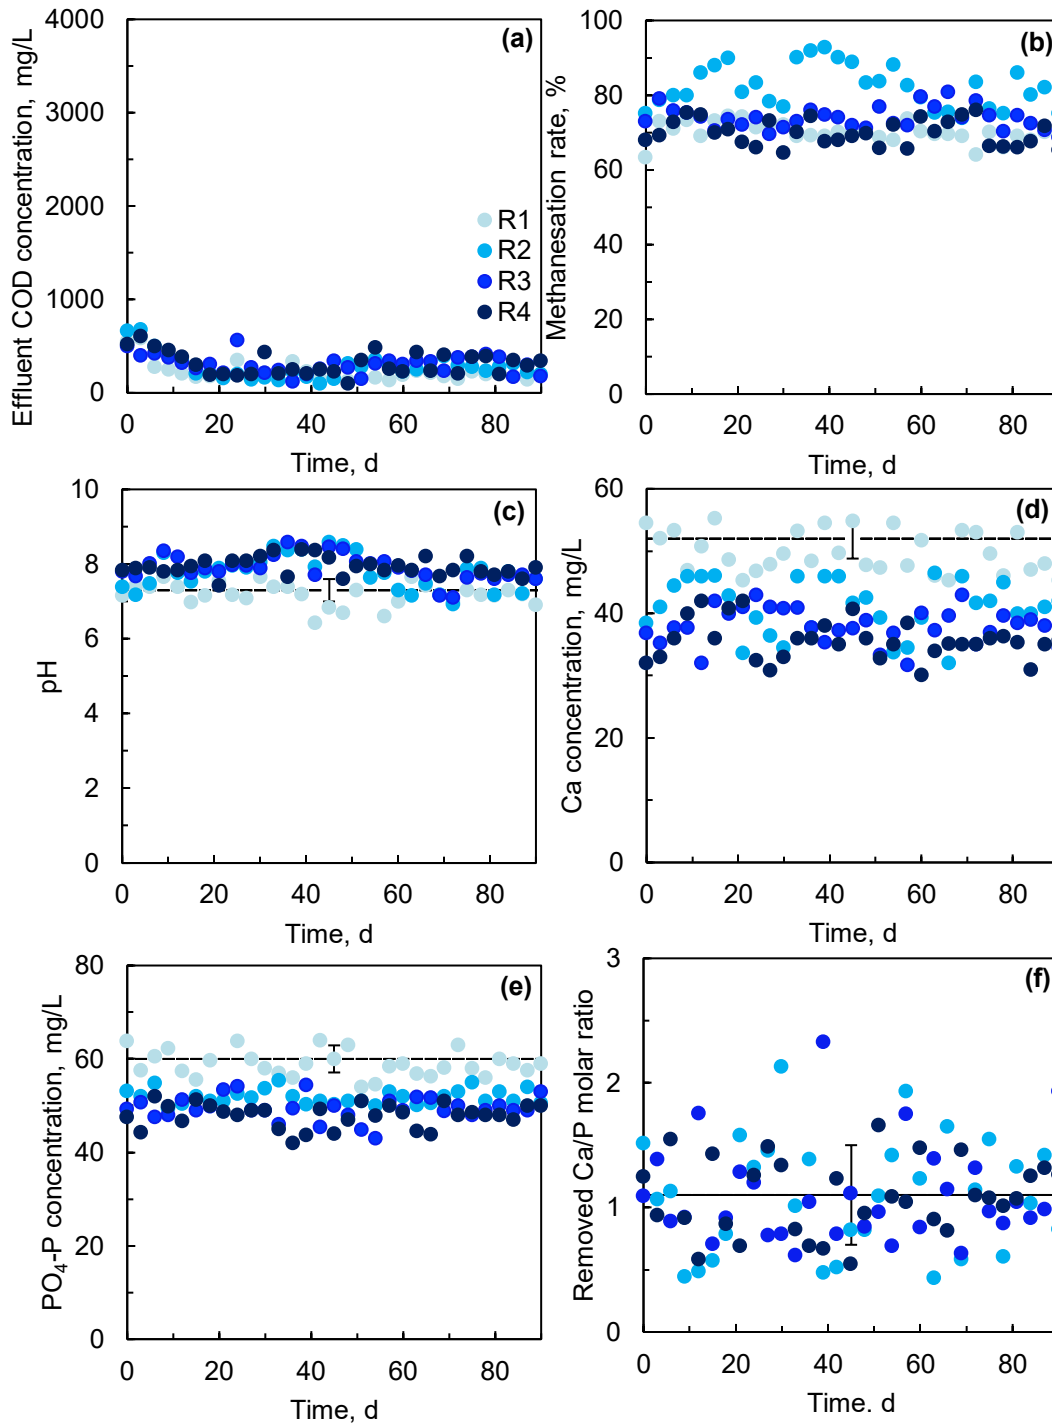 (a)
Effluent COD concentration, mg/L
4000
3000
2000
1000
0
R1
R2
R3
R4
0 20 40 60 80
Time, d
(b)
Methanesation rate, %
100
80
60
40
20
0
0 20 40 60 80
Time, d
(c)
pH
10
8
6
4
2
0
0 20 40 60 80
Time, d
(d)
Ca concentration, mg/L
60
40
20
0
0 20 40 60 80
Time, d
(e)
PO4-P concentration, mg/L
80
60
40
20
0
0 20 40 60 80
Time, d
(f)
Removed Ca/P molar ratio
3
2
1
0
0 20 40 60 80
Time. d